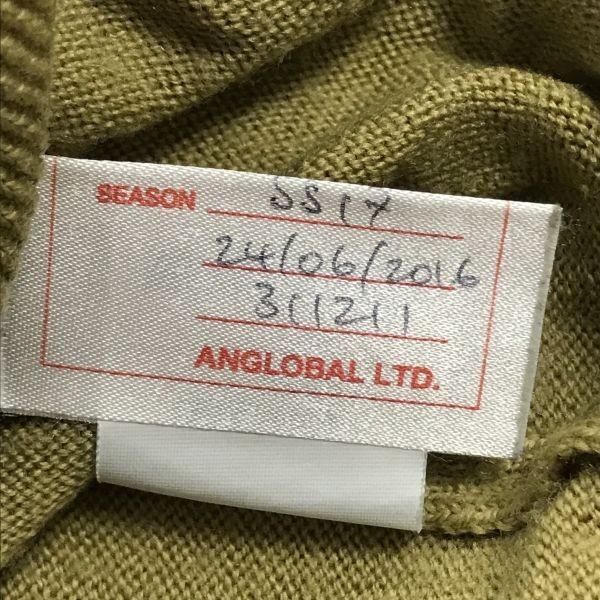 SEASON SS17
24/06/2016
311211
ANGLOBAL LTD.